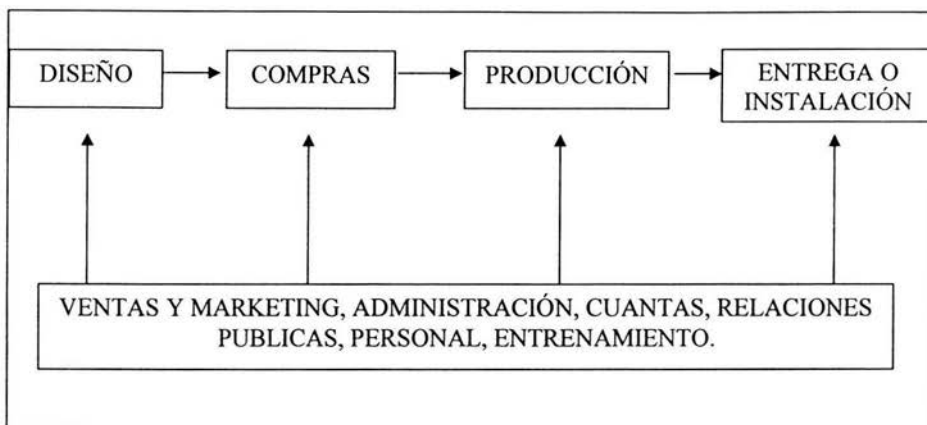 DISEÑO
COMPRAS
PRODUCCIÓN
ENTREGA O
INSTALACIÓN
VENTAS Y MARKETING, ADMINISTRACIÓN, CUANTAS, RELACIONES
PUBLICAS, PERSONAL, ENTRENAMIENTO.